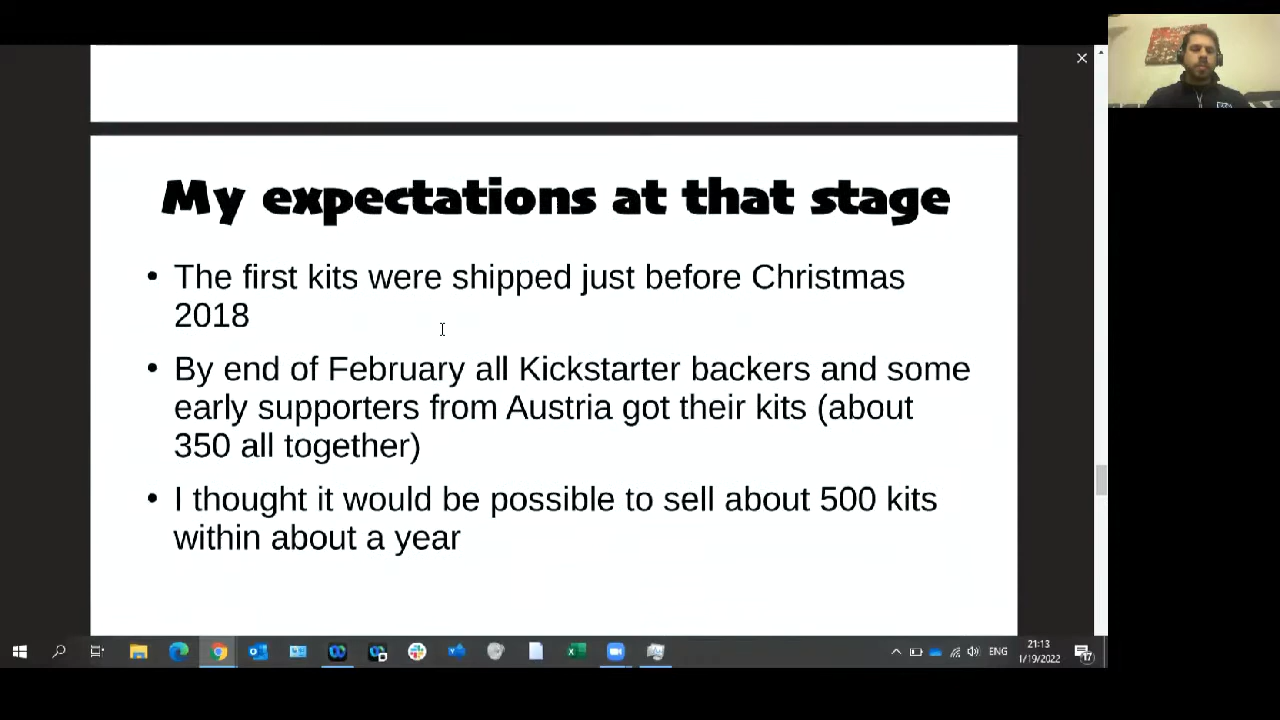 My expectations at that stage
• The first kits were shipped just before Christmas
2018
• By end of February all Kickstarter backers and some
early supporters from Austria got their kits (about
350 all together)
• I thought it would be possible to sell about 500 kits
within about a year
ENG
21:13
1/19/2022
17